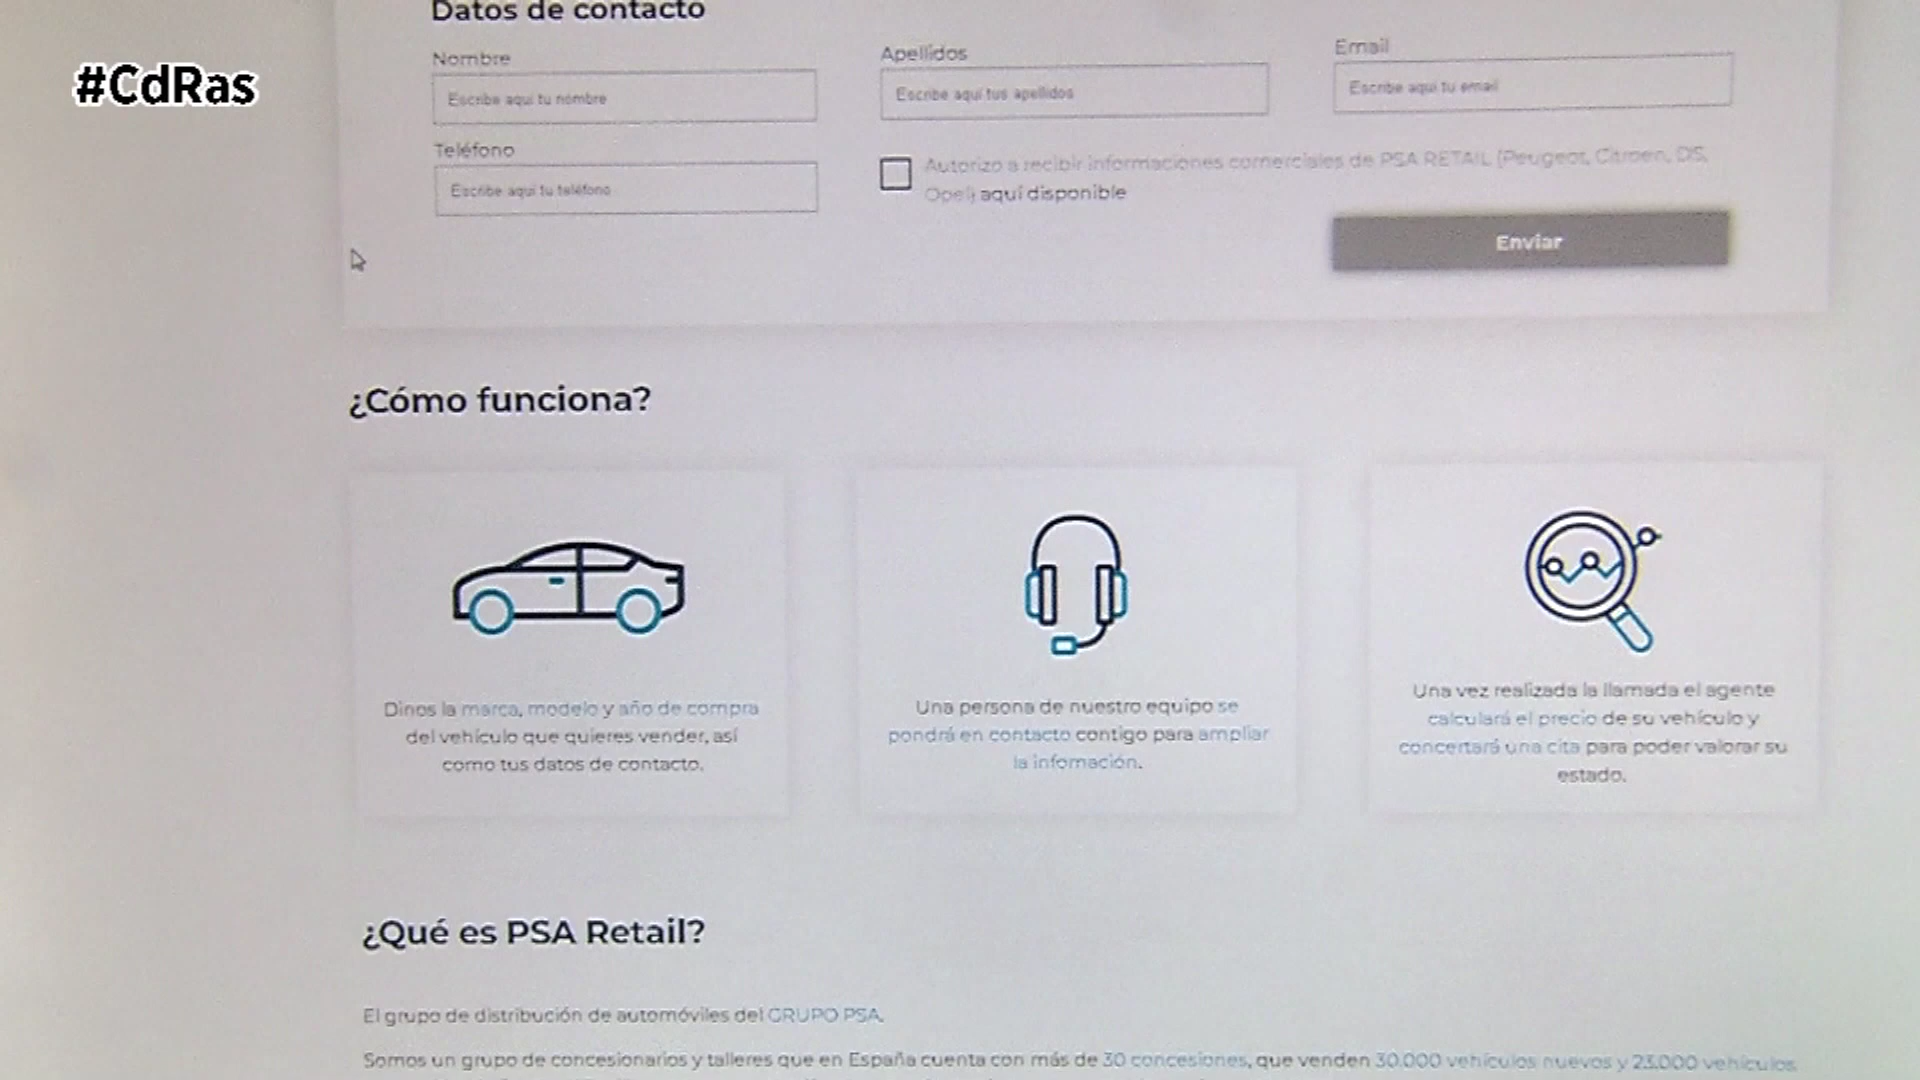 #CdRas
Datos de contacto
Nombre
Apellidos
Email
Escribe aquí tu nombre
Escribe aquí tus apellidos
Escribe aquí tu email
Teléfono
Escribe aquí tu teléfono
Autorizo a recibir informaciones comerciales de PSA RETAIL (Peugeot, Citroen, DS,
Opel) aquí disponible
Enviar
¿Cómo funciona?
Dinos la marca, modelo y año de compra
del vehículo que quieres vender, así
como tus datos de contacto.
Una persona de nuestro equipo se
pondrá en contacto contigo para ampliar
la infomación.
Una vez realizada la llamada el agente
calculará el precio de su vehículo y
concertará una cita para poder valorar su
estado.
¿Qué es PSA Retail?
El grupo de distribución de automóviles del GRUPO PSA.
Somos un grupo de concesionarios y talleres que en España cuenta con más de 30 concesiones, que venden 30.000 vehículos nuevos y 23.000 vehículos